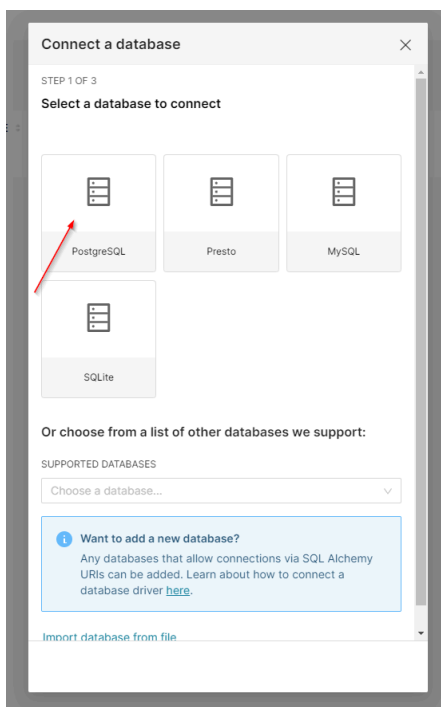 Connect a database
STEP 1 OF 3
Select a database to connect
PostgreSQL
Presto
MySQL
SQLite
Or choose from a list of other databases we support:
SUPPORTED DATABASES
Choose a database...
Want to add a new database?
Any databases that allow connections via SQL Alchemy
URIs can be added. Learn about how to connect a
database driver here.
Import database from file